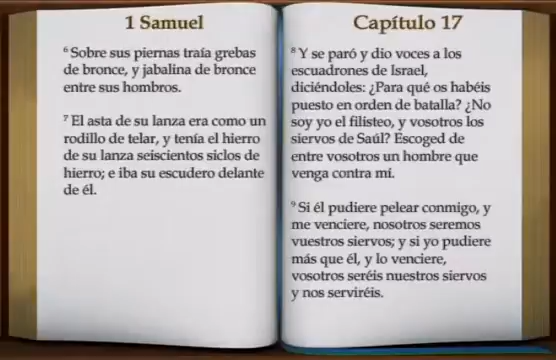 1 Samuel
⁶ Sobre sus piernas traía grebas
de bronce, y jabalina de bronce
entre sus hombros.
⁷ El asta de su lanza era como un
rodillo de telar, y tenía el hierro
de su lanza seiscientos siclos de
hierro; e iba su escudero delante
de él.
Capítulo 17
⁸ Y se paró y dio voces a los
escuadrones de Israel,
diciéndoles: ¿Para qué os habéis
puesto en orden de batalla? ¿No
soy yo el filisteo, y vosotros los
siervos de Saúl? Escoged de
entre vosotros un hombre que
venga contra mí.
⁹ Si él pudiere pelear conmigo, y
me venciere, nosotros seremos
vuestros siervos; y si yo pudiere
más que él, y lo venciere,
vosotros seréis nuestros siervos
y nos serviréis.